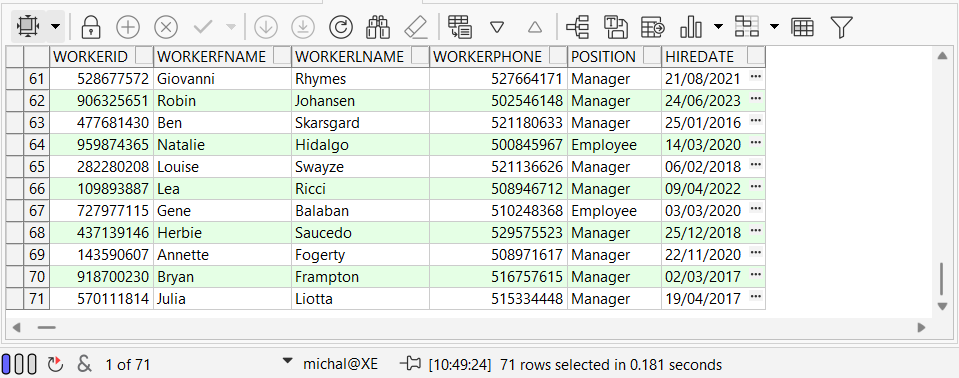 WORKERID WORKERFNAME WORKERLNAME WORKERPHONE POSITION HIREDATE
61 528677572 Giovanni Rhymes 527664171 Manager 21/08/2021 ...
62 906325651 Robin Johansen 502546148 Manager 24/06/2023 ...
63 477681430 Ben Skarsgard 521180633 Manager 25/01/2016 ...
64 959874365 Natalie Hidalgo 500845967 Employee 14/03/2020 ...
65 282280208 Louise Swayze 521136626 Manager 06/02/2018 ...
66 109893887 Lea Ricci 508946712 Manager 09/04/2022 ...
67 727977115 Gene Balaban 510248368 Employee 03/03/2020 ...
68 437139146 Herbie Saucedo 529575523 Manager 25/12/2018 ...
69 143590607 Annette Fogerty 508971617 Manager 22/11/2020 ...
70 918700230 Bryan Frampton 516757615 Manager 02/03/2017 ...
71 570111814 Julia Liotta 515334448 Manager 19/04/2017 ...
& 1 of 71 michal@XE [10:49:24] 71 rows selected in 0.181 seconds